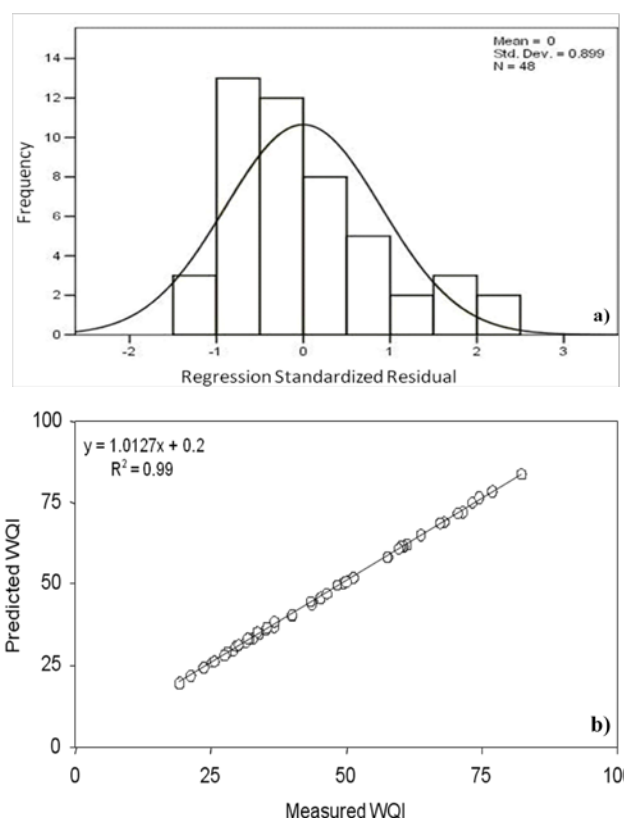 Mean = 0
Std. Dev. = 0.899
N = 48
14
12
10
8
6
4
2
0
Frequency
-2
-1
0
1
2
3
a)
Regression Standardized Residual
100
y = 1.0127x + 0.2
R² = 0.99
75
50
25
0
Predicted WQI
b)
0
25
50
75
100
Measured WQI